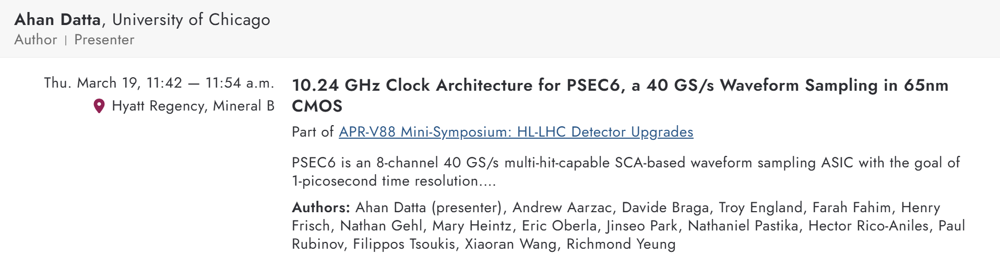 Ahan Datta, University of Chicago
Author | Presenter
Thu. March 19, 11:42 — 11:54 a.m.
Hyatt Regency, Mineral B
10.24 GHz Clock Architecture for PSEC6, a 40 GS/s Waveform Sampling in 65nm
CMOS
Part of APR-V88 Mini-Symposium: HL-LHC Detector Upgrades
PSEC6 is an 8-channel 40 GS/s multi-hit-capable SCA-based waveform sampling ASIC with the goal of
1-picosecond time resolution....
Authors: Ahan Datta (presenter), Andrew Aarzac, Davide Braga, Troy England, Farah Fahim, Henry
Frisch, Nathan Gehl, Mary Heintz, Eric Oberla, Jinseo Park, Nathaniel Pastika, Hector Rico-Aniles, Paul
Rubinov, Filippos Tsoukis, Xiaoran Wang, Richmond Yeung